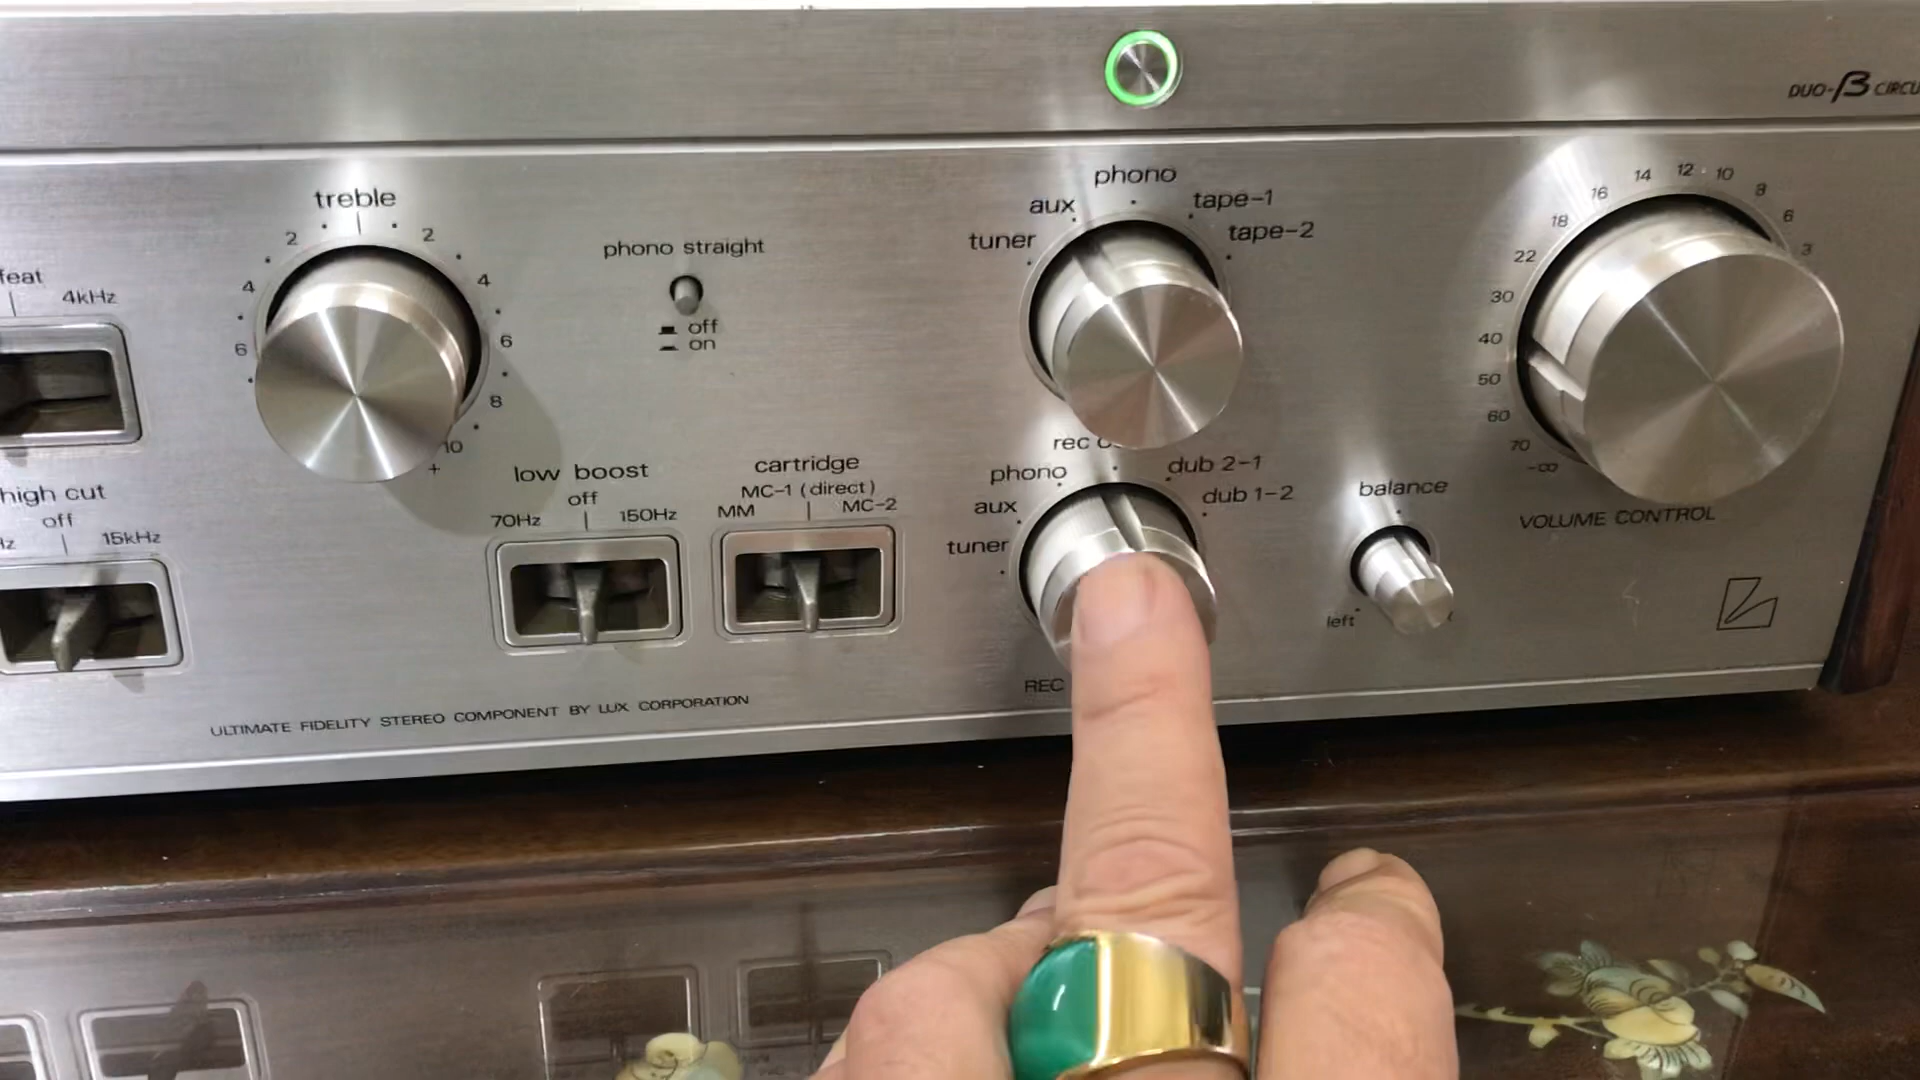 DUO-β CIRCU
treble
2 2
4 4
6 6
8
10
+
feat
4kHz
high cut
off
Hz 15kHz
phono straight
off
on
low boost
off
70Hz 150Hz
cartridge
MC-1 (direct)
MM MC-2
phono
aux tape-1
tuner tape-2
rec
phono dub 2-1
aux dub 1-2
tuner
REC
balance
left
14 12 10
16 8
18 6
22 3
30
40
50
60
70
-∞
VOLUME CONTROL
ULTIMATE FIDELITY STEREO COMPONENT BY LUX CORPORATION